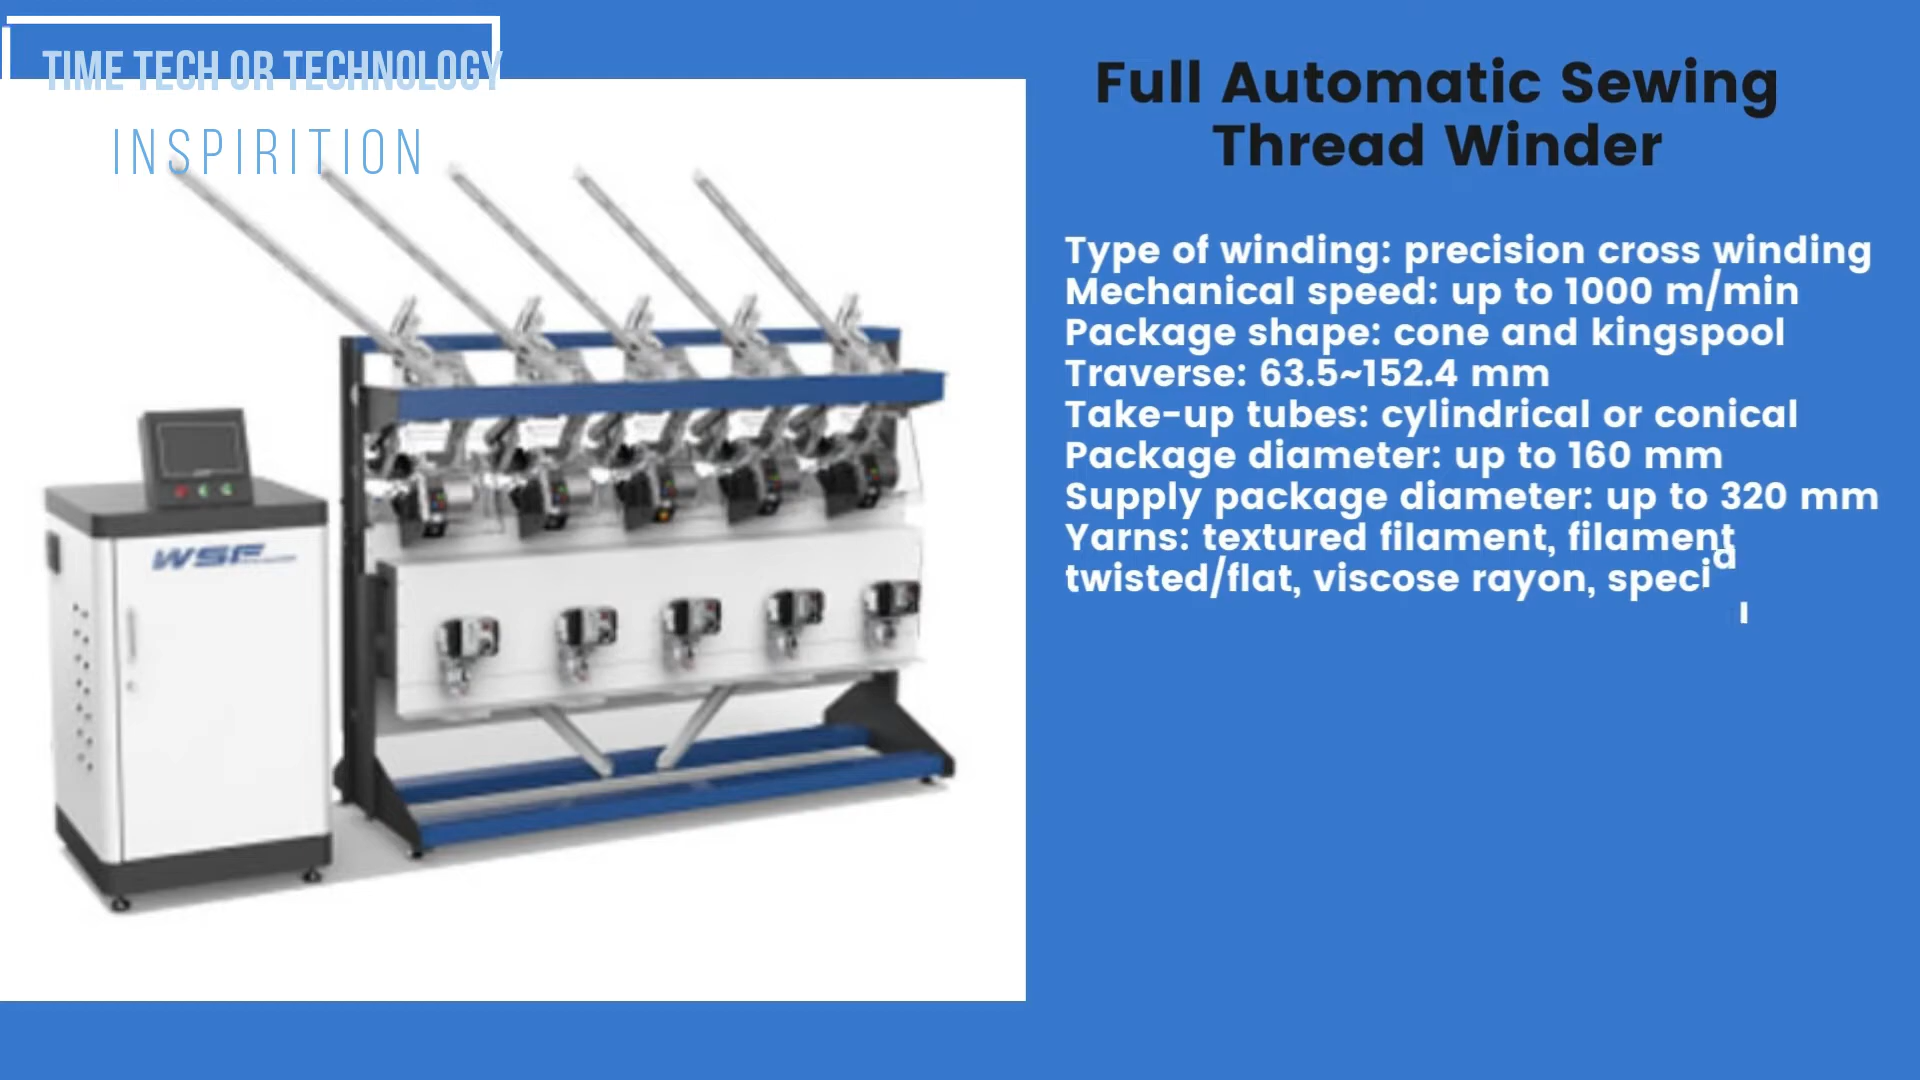 TIME TECH OR TECHNOLOGY
INSPIRITION
WSF
Full Automatic Sewing
Thread Winder
Type of winding: precision cross winding
Mechanical speed: up to 1000 m/min
Package shape: cone and kingspool
Traverse: 63.5~152.4 mm
Take-up tubes: cylindrical or conical
Package diameter: up to 160 mm
Supply package diameter: up to 320 mm
Yarns: textured filament, filament
twisted/flat, viscose rayon, special